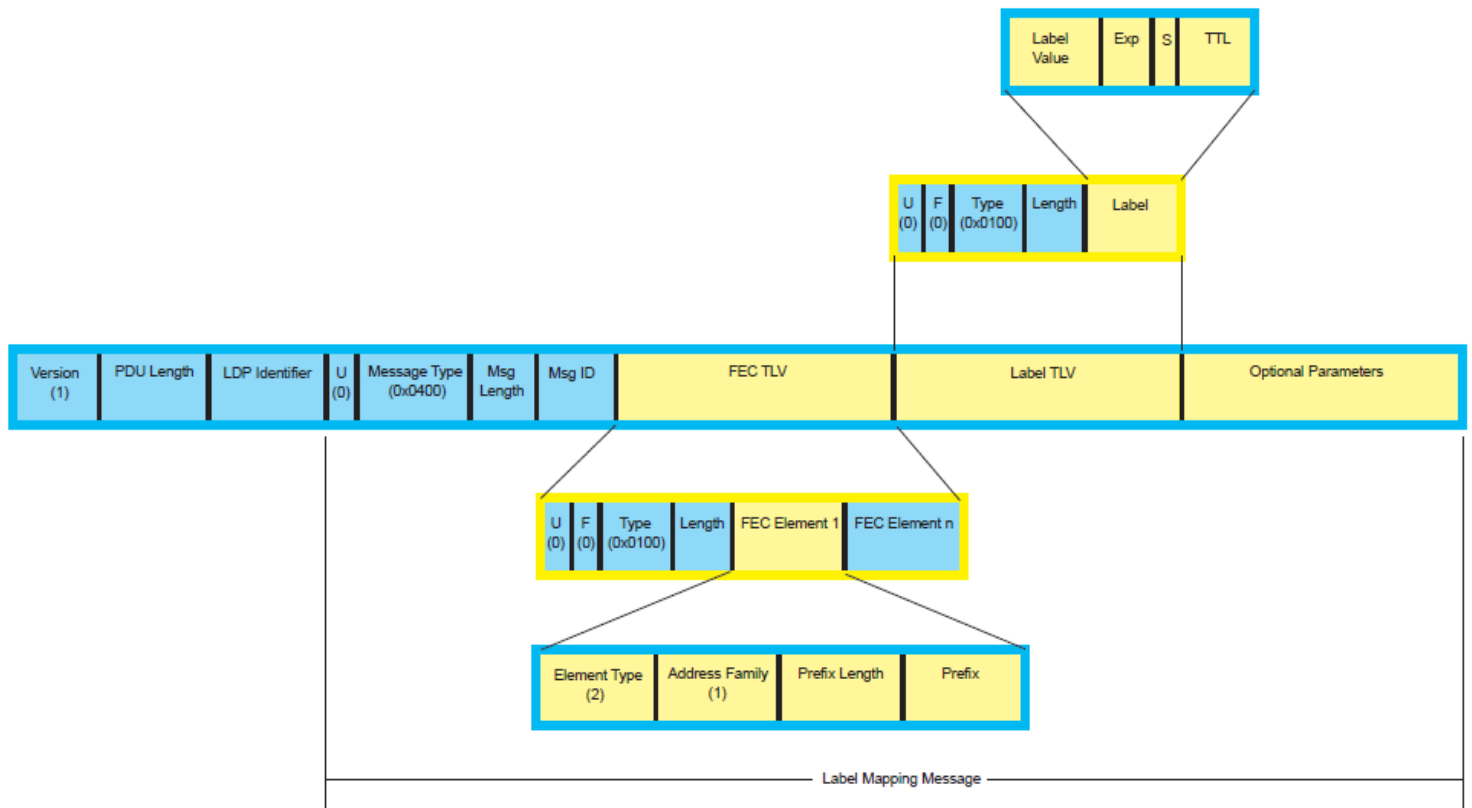 Label Value
Exp
S
TTL
U (0)
F (0)
Type (0x0100)
Length
Label
Version (1)
PDU Length
LDP Identifier
U (0)
Message Type (0x0400)
Msg Length
Msg ID
FEC TLV
Label TLV
Optional Parameters
U (0)
F (0)
Type (0x0100)
Length
FEC Element 1
FEC Element n
Element Type (2)
Address Family (1)
Prefix Length
Prefix
Label Mapping Message